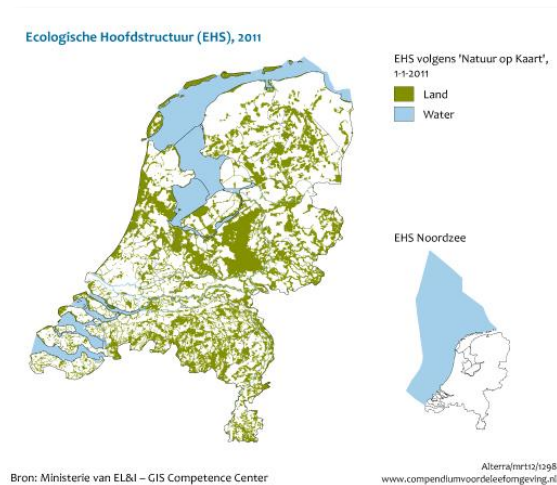 Ecologische Hoofdstructuur (EHS), 2011
EHS volgens 'Natuur op Kaart',
1-1-2011
Land
Water
EHS Noordzee
Bron: Ministerie van EL&I – GIS Competence Center
Alterra/mrt12/1298
www.compendiumvoordeleefomgeving.nl